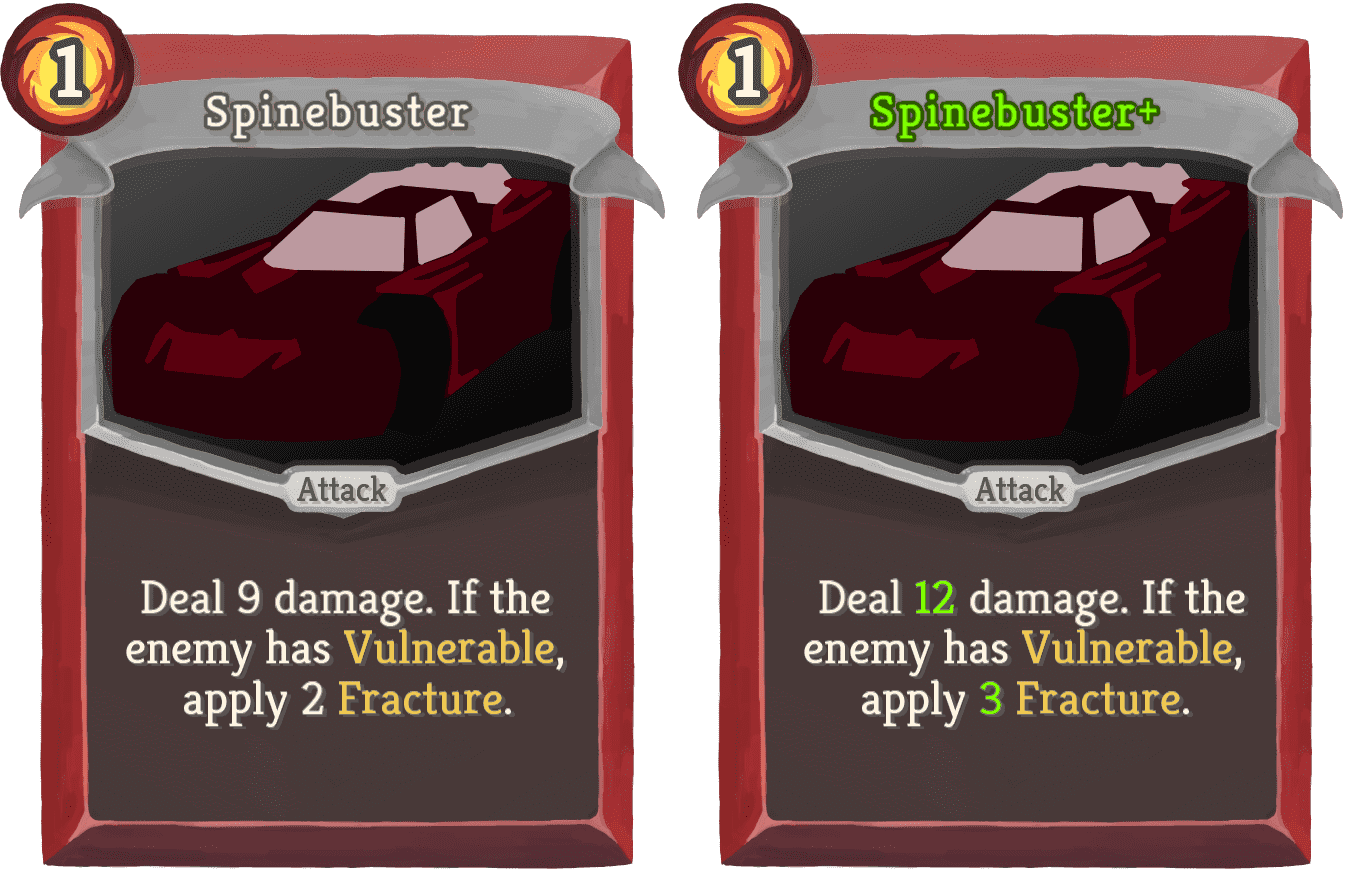 1
Spinebuster
Attack
Deal 9 damage. If the
enemy has Vulnerable,
apply 2 Fracture.
1
Spinebuster+
Attack
Deal 12 damage. If the
enemy has Vulnerable,
apply 3 Fracture.